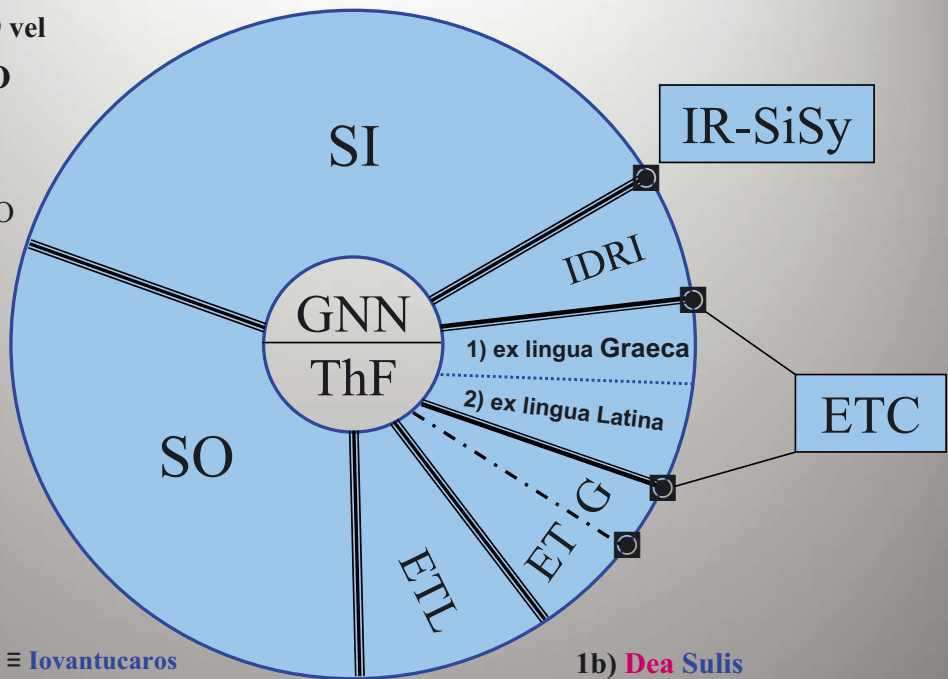 vel
SI
IR-SiSy
IDRI
GNN
ThF
1) ex lingua Graeca
2) ex lingua Latina
ETC
SO
ET G
ETL
≡ Iovantucaros
1b) Dea Sulis